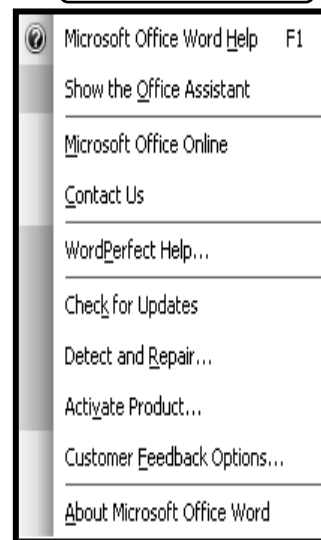 Microsoft Office Word Help F1
Show the Office Assistant
Microsoft Office Online
Contact Us
WordPerfect Help...
Check for Updates
Detect and Repair...
Activate Product...
Customer Feedback Options...
About Microsoft Office Word